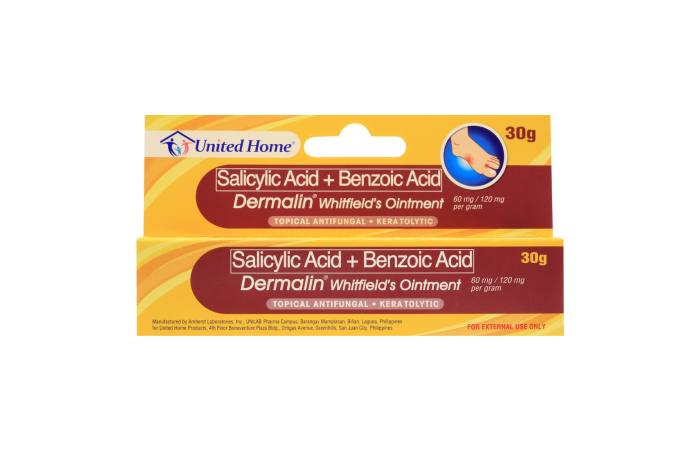 United Home®
30g
Salicylic Acid + Benzoic Acid
Dermalin® Whitfield's Ointment
60 mg / 120 mg
per gram
TOPICAL ANTIFUNGAL • KERATOLYTIC
Salicylic Acid + Benzoic Acid
30g
Dermalin® Whitfield's Ointment
60 mg / 120 mg
per gram
TOPICAL ANTIFUNGAL • KERATOLYTIC
Manufactured by Amherst Laboratories, Inc., UNILAB Pharma Campus, Barangay Mamplasan, Biñan, Laguna, Philippines
for United Home Products, 4th Floor Bonaventure Plaza Bldg., Ortigas Avenue, Greenhills, San Juan City, Philippines
FOR EXTERNAL USE ONLY